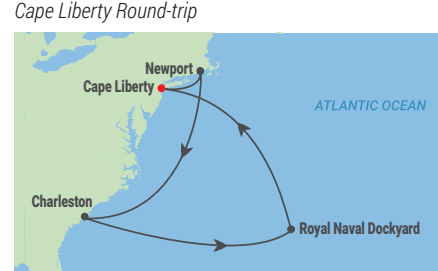 Cape Liberty Round-trip
Newport
Cape Liberty
ATLANTIC OCEAN
Charleston
Royal Naval Dockyard